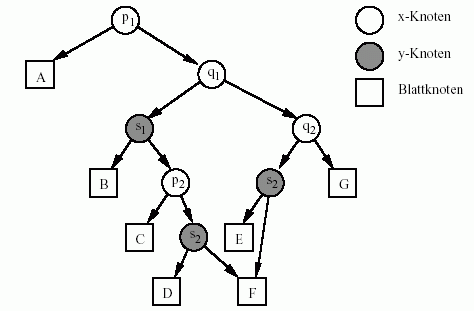 p1
x-Knoten
y-Knoten
A
q1
Blattknoten
s1
q2
B
p2
s2
G
C
s2
E
D
F